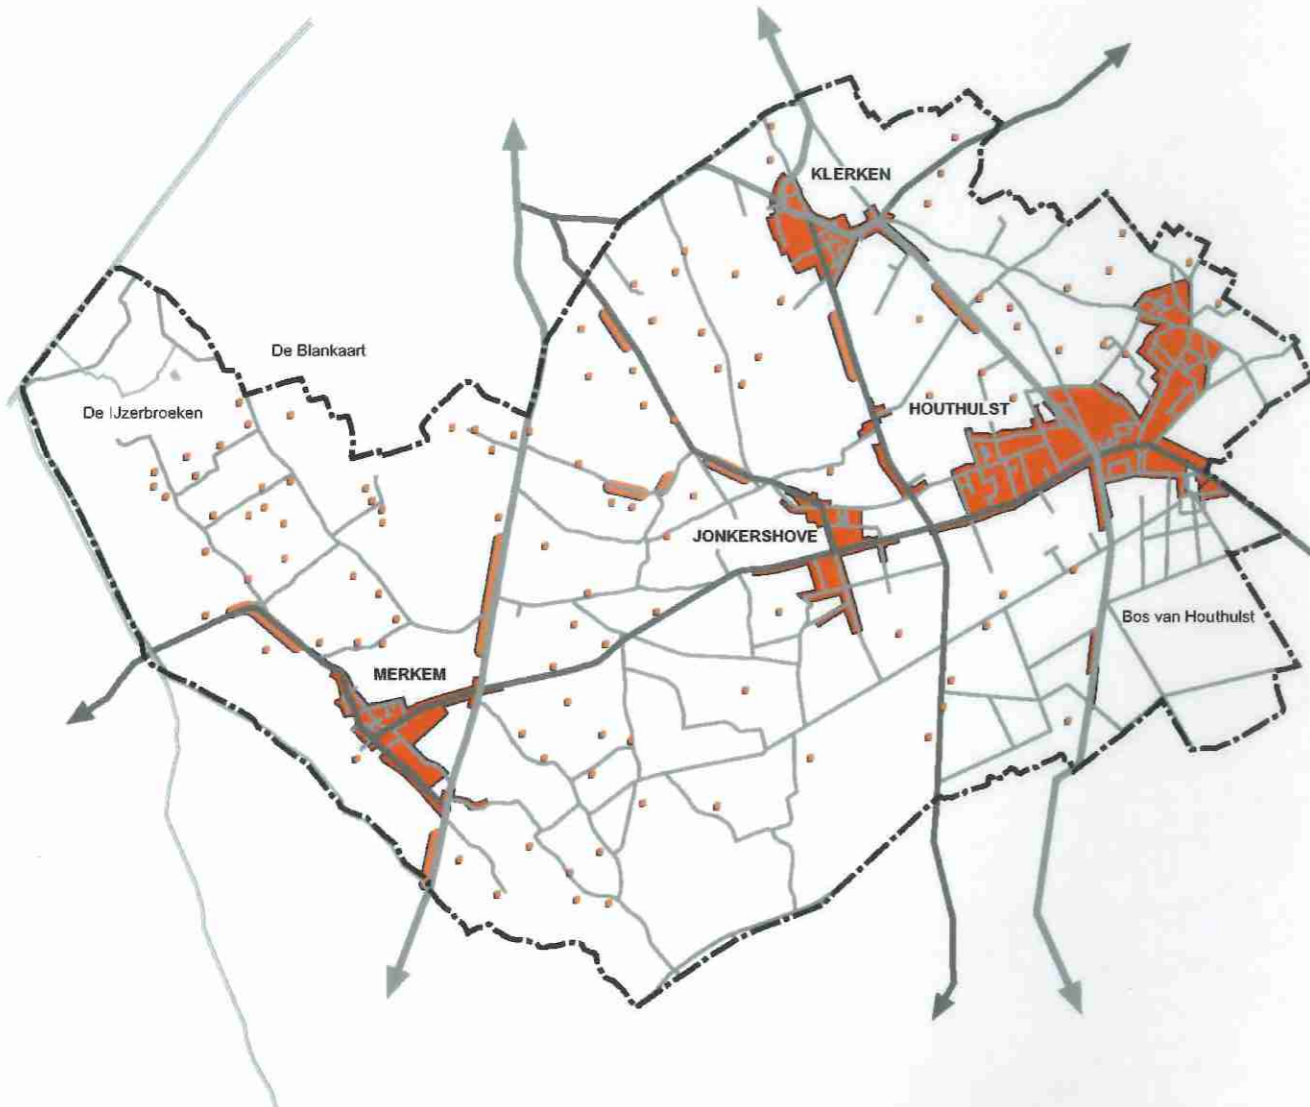 KLERKEN
De Blankaart
De IJzerbroeken
HOUTHULST
JONKERSHOVE
Bos van Houthulst
MERKEM